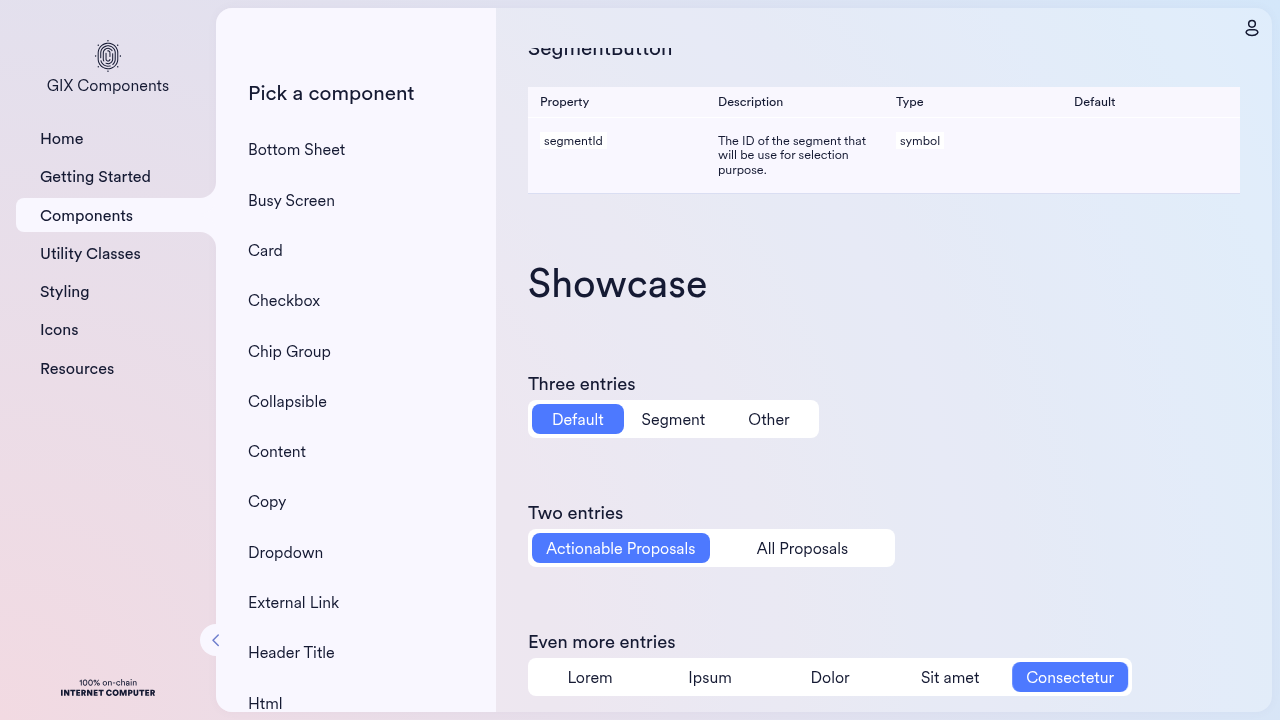 GIX Components
Home
Getting Started
Components
Utility Classes
Styling
Icons
Resources
100% on-chain
INTERNET COMPUTER
Pick a component
Bottom Sheet
Busy Screen
Card
Checkbox
Chip Group
Collapsible
Content
Copy
Dropdown
External Link
Header Title
Html
SegmentButton
Property Description Type Default
segmentId The ID of the segment that will be use for selection purpose. symbol
Showcase
Three entries
Default Segment Other
Two entries
Actionable Proposals All Proposals
Even more entries
Lorem Ipsum Dolor Sit amet Consectetur